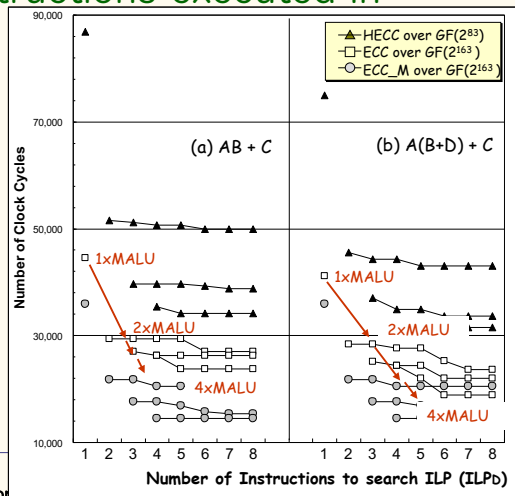 executed in
90,000
HECC over GF(2^83)
ECC over GF(2^163)
ECC_M over GF(2^163)
70,000
(a) AB + C
(b) A(B+D) + C
Number of Clock Cycles
50,000
1xMALU
1xMALU
2xMALU
2xMALU
30,000
4xMALU
4xMALU
10,000
1 2 3 4 5 6 7 8 1 2 3 4 5 6 7 8
Number of Instructions to search ILP (ILPD)